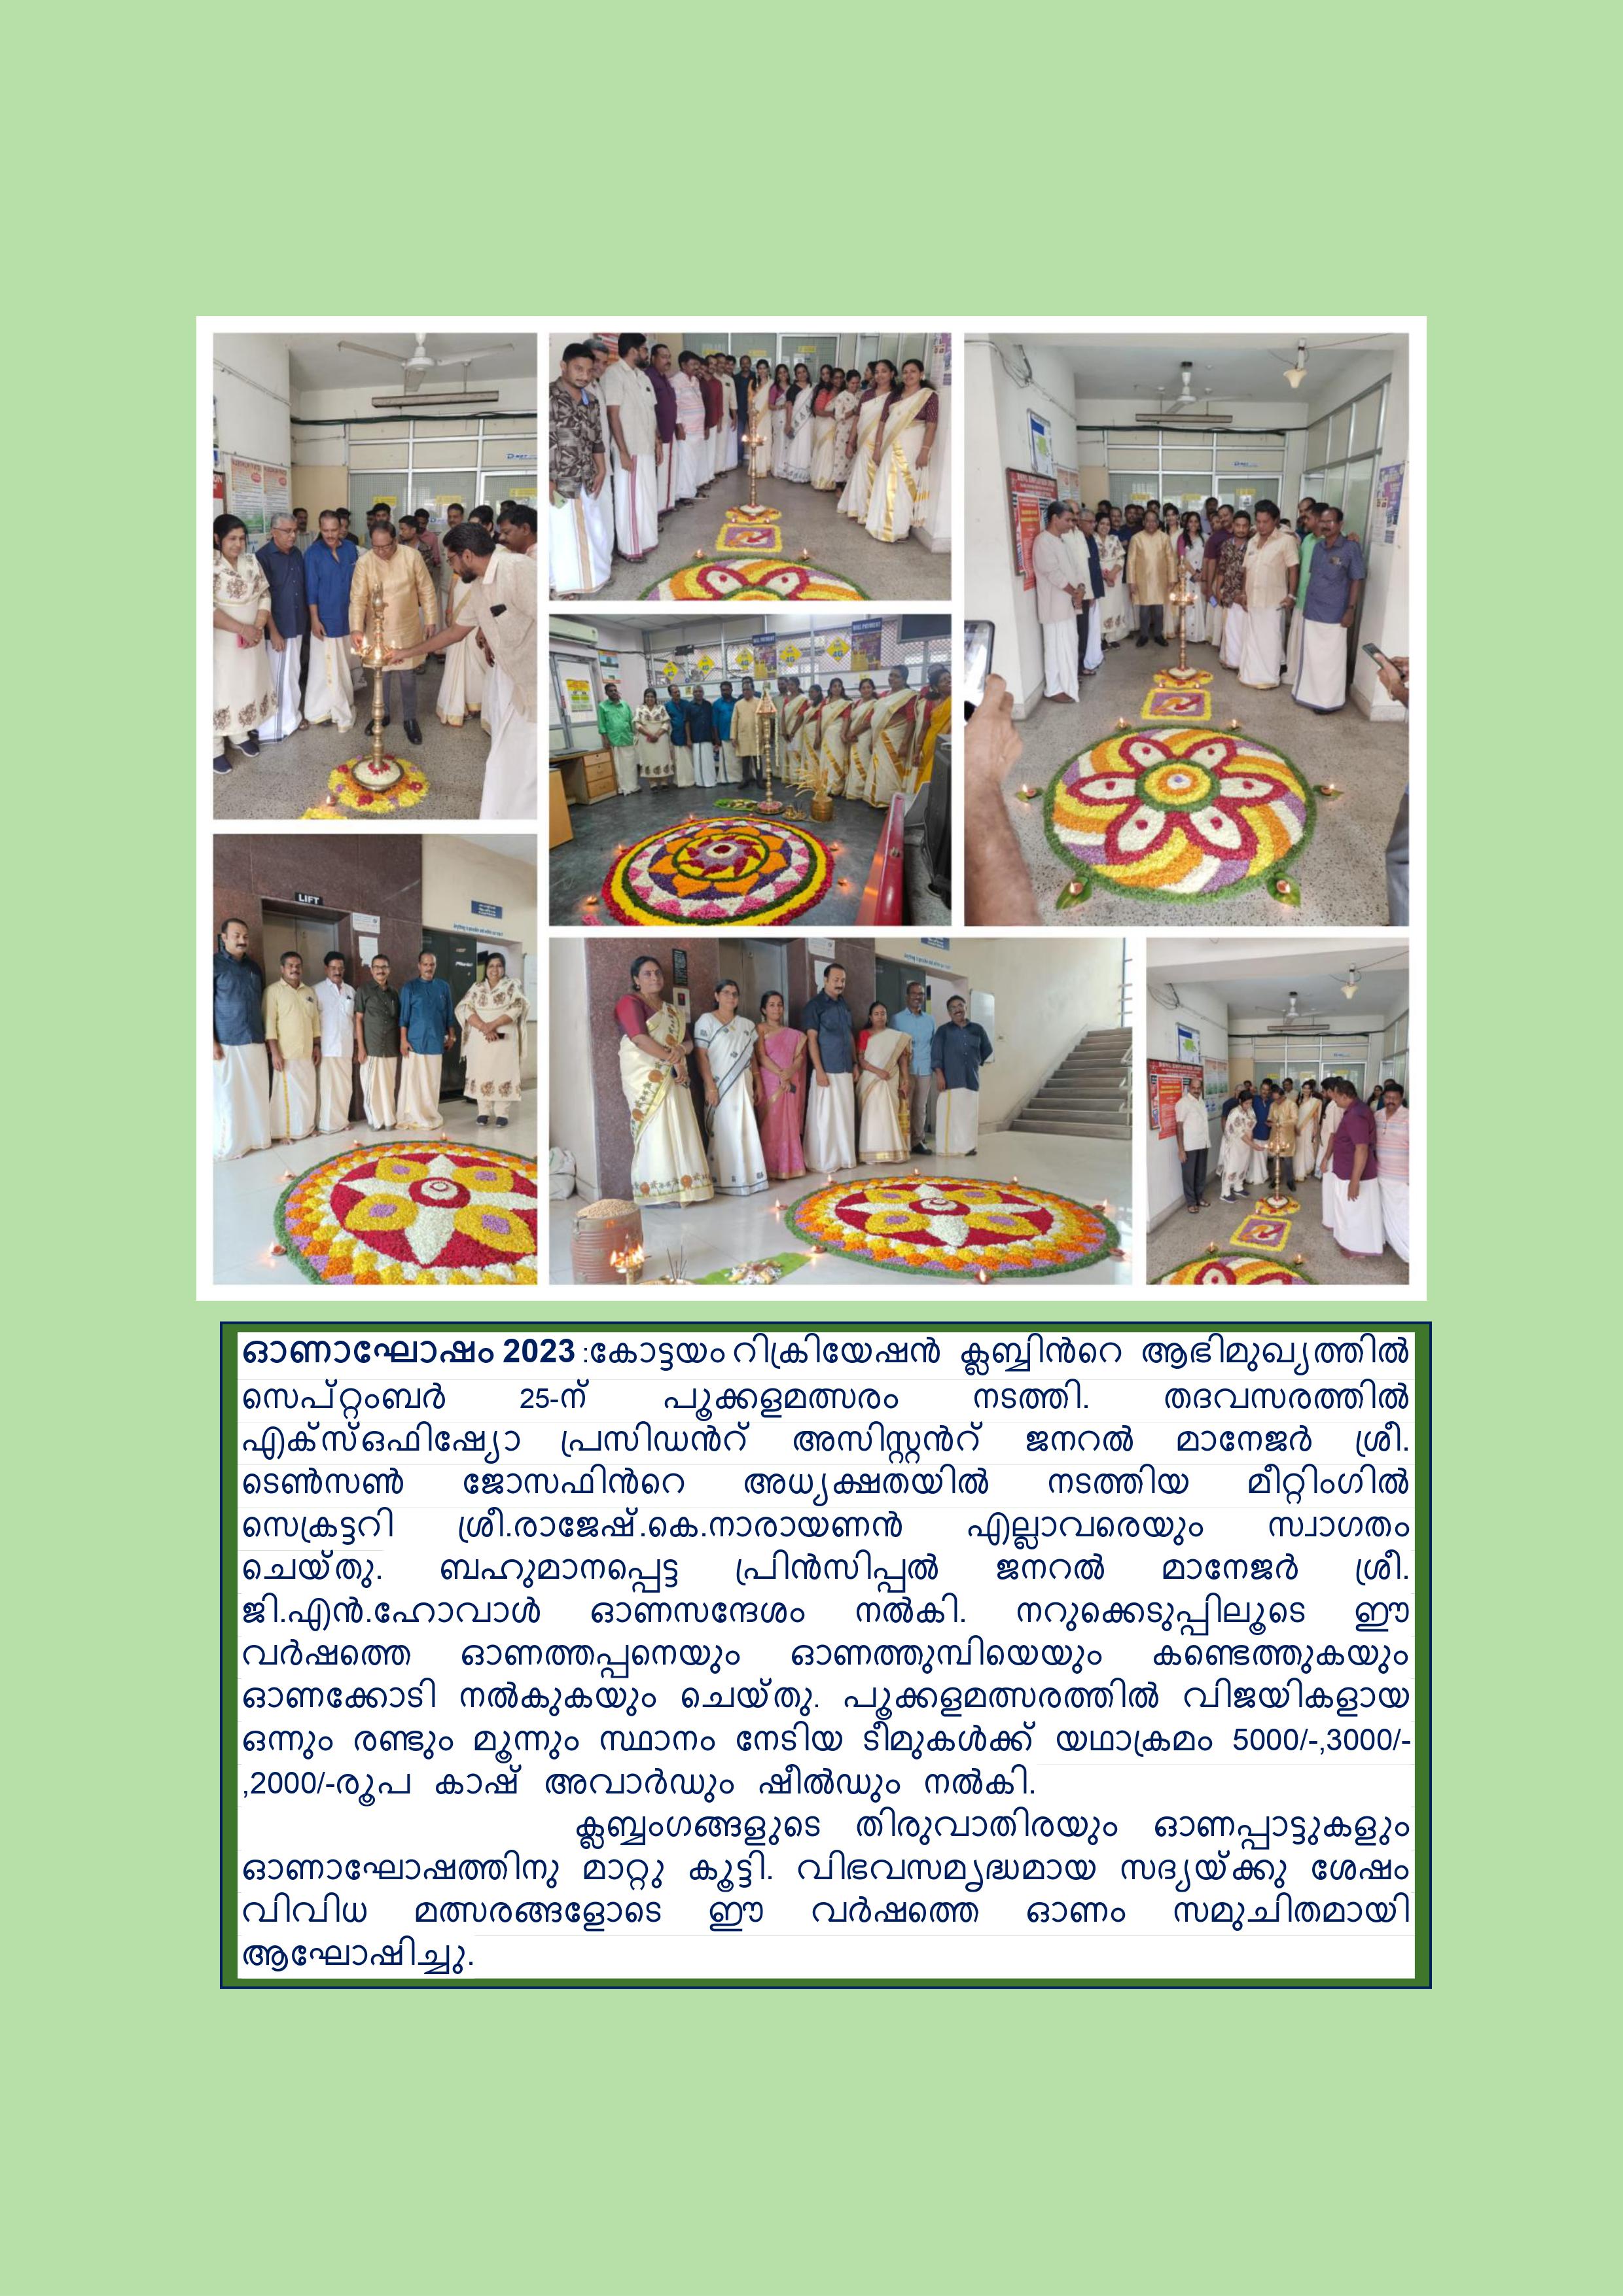 LIFT
BILL PAYMENT
ഓണാഘോഷം 2023 :കോട്ടയം റിക്രിയേഷൻ ക്ലബ്ബിൻറെ ആഭിമുഖ്യത്തിൽ
സെപ്റ്റംബർ 25-ന് പൂക്കളമത്സരം നടത്തി. തദവസരത്തിൽ
എക്സ്ഒഫിഷ്യോ പ്രസിഡൻറ് അസിസ്റ്റൻറ് ജനറൽ മാനേജർ ശ്രീ.
ടെൺസൺ ജോസഫിൻറെ അധ്യക്ഷതയിൽ നടത്തിയ മീറ്റിംഗിൽ
സെക്രട്ടറി ശ്രീ.രാജേഷ്.കെ.നാരായണൻ എല്ലാവരെയും സ്വാഗതം
ചെയ്തു. ബഹുമാനപ്പെട്ട പ്രിൻസിപ്പൽ ജനറൽ മാനേജർ ശ്രീ.
ജി.എൻ.ഹോവാൾ ഓണസന്ദേശം നൽകി. നറുക്കെടുപ്പിലൂടെ ഈ
വർഷത്തെ ഓണത്തപ്പനെയും ഓണത്തുമ്പിയെയും കണ്ടെത്തുകയും
ഓണക്കോടി നൽകുകയും ചെയ്തു. പൂക്കളമത്സരത്തിൽ വിജയികളായ
ഒന്നും രണ്ടും മൂന്നും സ്ഥാനം നേടിയ ടീമുകൾക്ക് യഥാക്രമം 5000/-,3000/-
,2000/-രൂപ കാഷ് അവാർഡും ഷീൽഡും നൽകി.
ക്ലബ്ബംഗങ്ങളുടെ തിരുവാതിരയും ഓണപ്പാട്ടുകളും
ഓണാഘോഷത്തിനു മാറ്റു കൂട്ടി. വിഭവസമൃദ്ധമായ സദ്യയ്ക്കു ശേഷം
വിവിധ മത്സരങ്ങളോടെ ഈ വർഷത്തെ ഓണം സമുചിതമായി
ആഘോഷിച്ചു.